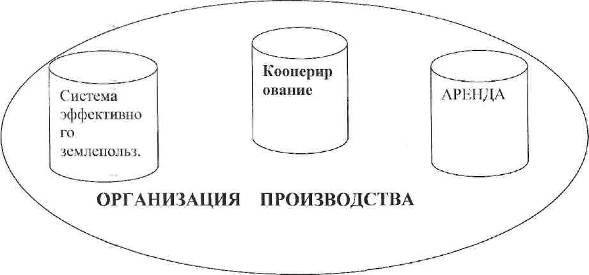 Система
эффективно
го
землепольз.
Кооперир
ование
АРЕНДА
ОРГАНИЗАЦИЯ ПРОИЗВОДСТВА